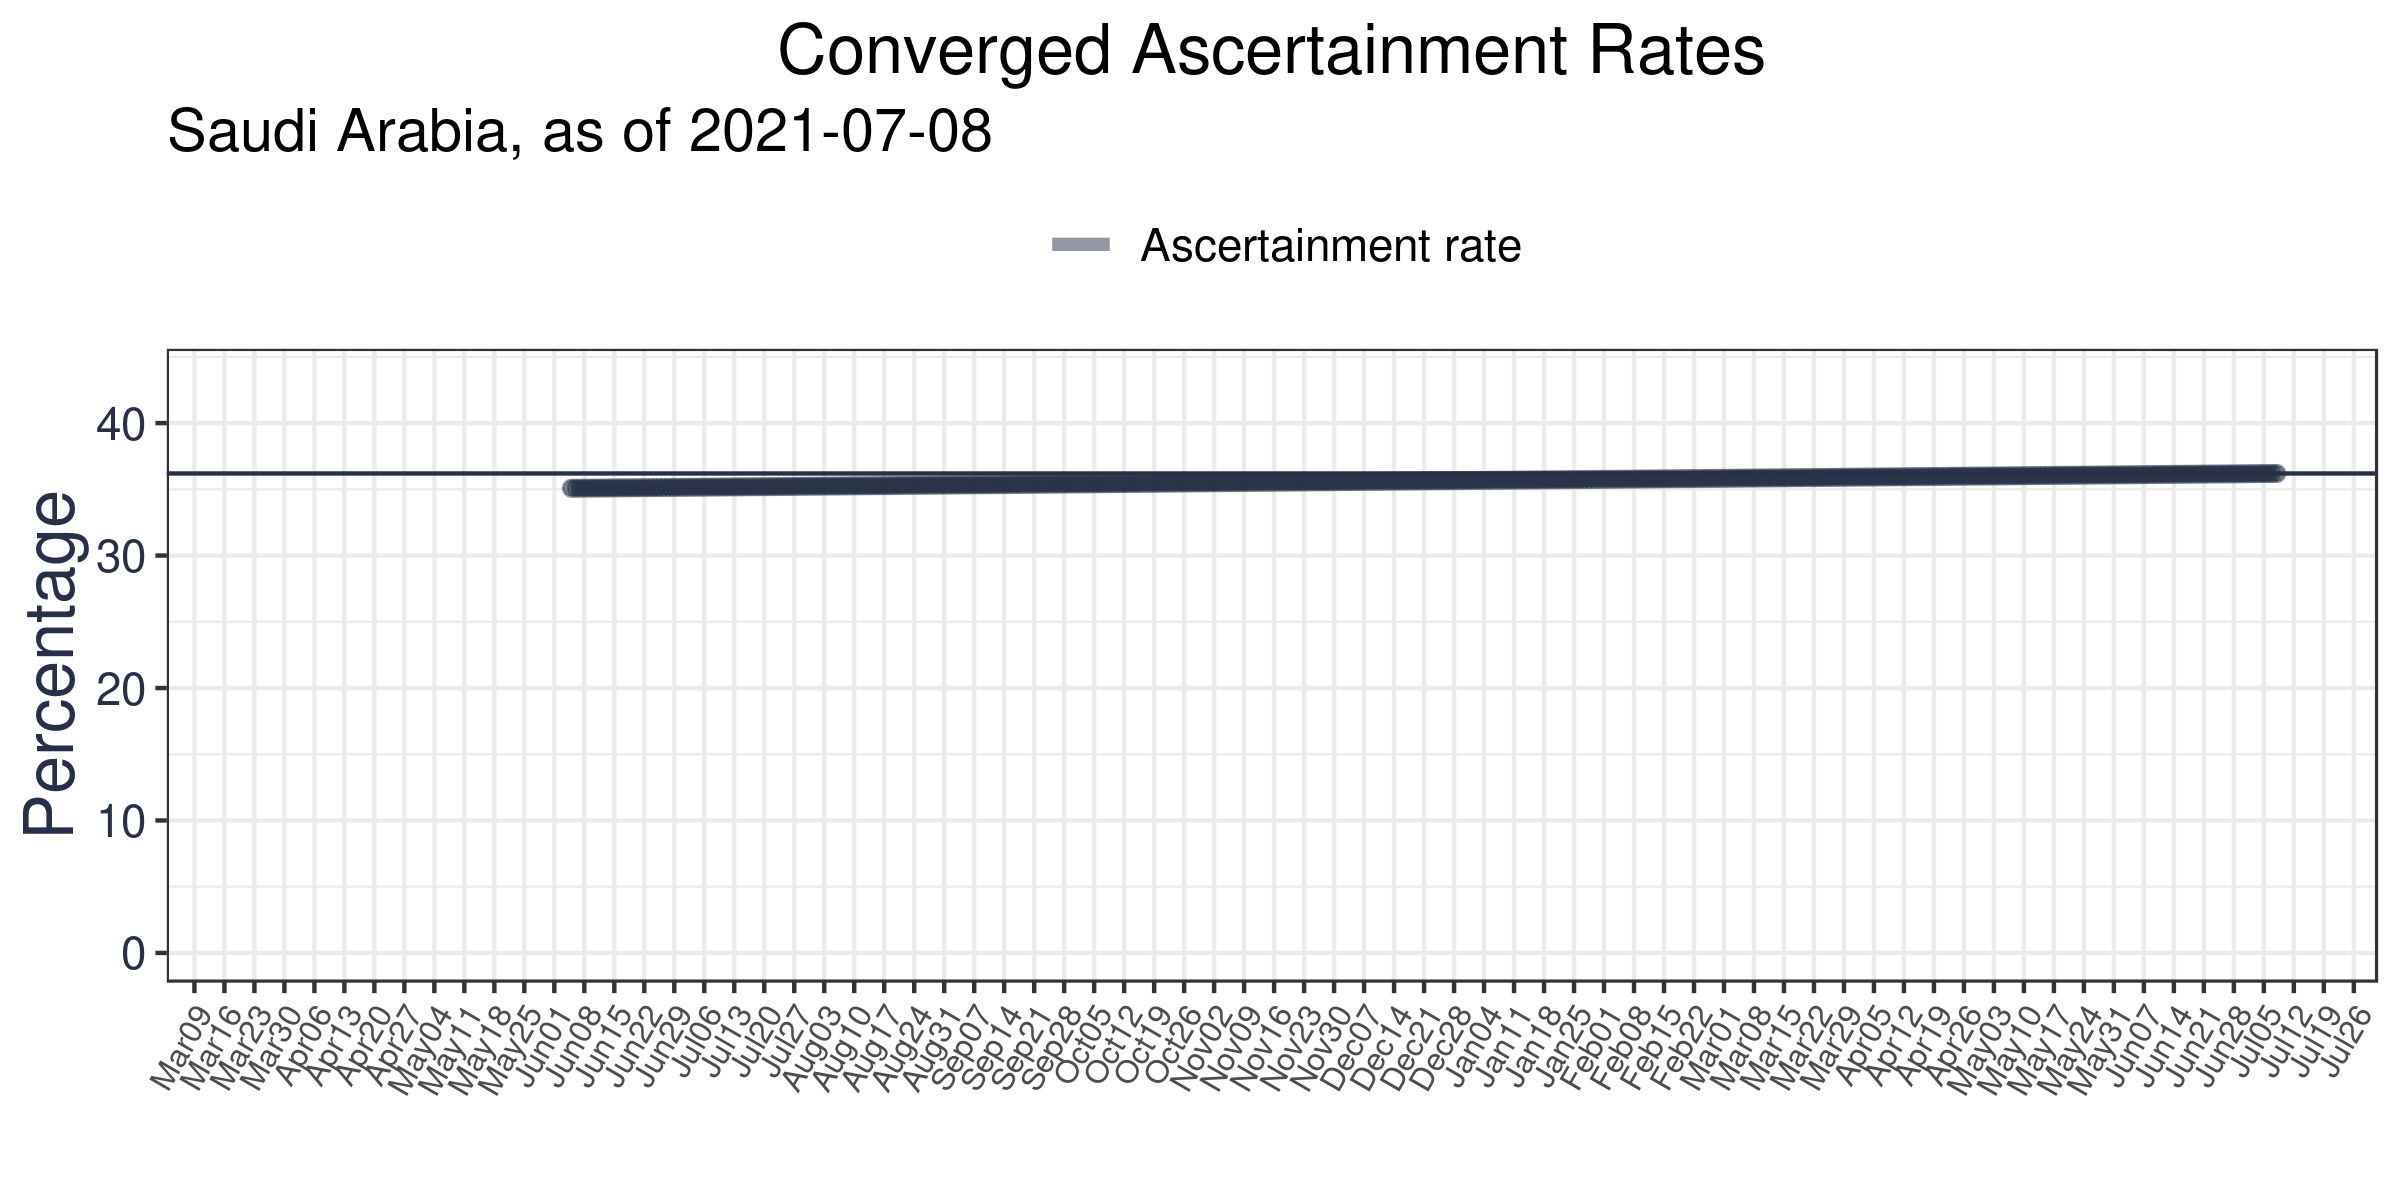 Converged Ascertainment Rates
Saudi Arabia, as of 2021-07-08
Ascertainment rate
Percentage
40
30
20
10
0
Mar09 Mar16 Mar23 Mar30 Apr06 Apr13 Apr20 Apr27 May04 May11 May18 May25 Jun01 Jun08 Jun15 Jun22 Jun29 Jul06 Jul13 Jul20 Jul27 Aug03 Aug10 Aug17 Aug24 Aug31 Sep07 Sep14 Sep21 Sep28 Oct05 Oct12 Oct19 Oct26 Nov02 Nov09 Nov16 Nov23 Nov30 Dec07 Dec14 Dec21 Dec28 Jan04 Jan11 Jan18 Jan25 Feb01 Feb08 Feb15 Feb22 Mar01 Mar08 Mar15 Mar22 Mar29 Apr05 Apr12 Apr19 Apr26 May03 May10 May17 May24 May31 Jun07 Jun14 Jun21 Jun28 Jul05 Jul12 Jul19 Jul26